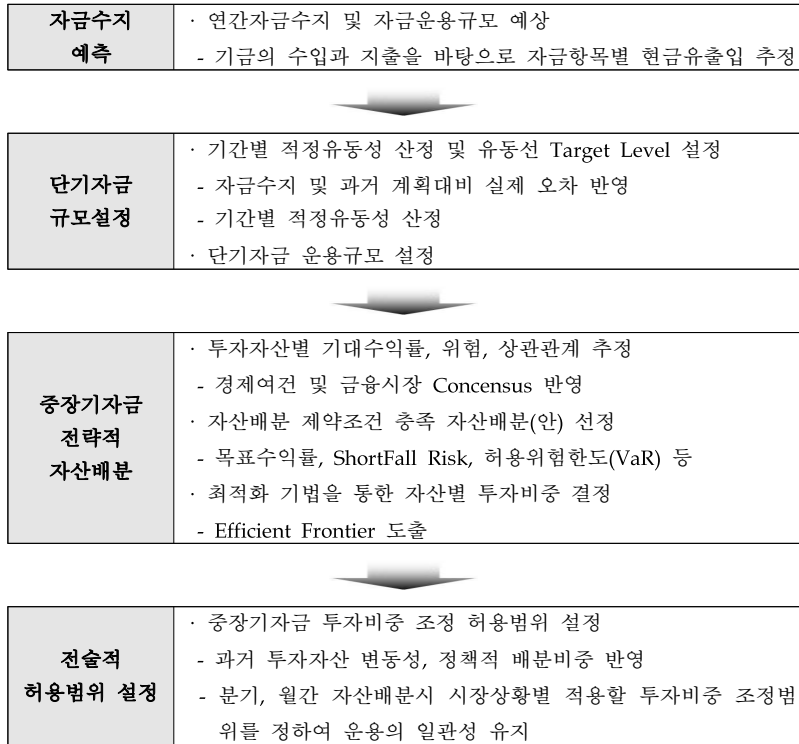 자금수지
예측
· 연간자금수지 및 자금운용규모 예상
- 기금의 수입과 지출을 바탕으로 자금항목별 현금유출입 추정
단기자금
규모설정
· 기간별 적정유동성 산정 및 유동선 Target Level 설정
- 자금수지 및 과거 계획대비 실제 오차 반영
- 기간별 적정유동성 산정
· 단기자금 운용규모 설정
중장기자금
전략적
자산배분
· 투자자산별 기대수익률, 위험, 상관관계 추정
- 경제여건 및 금융시장 Concensus 반영
· 자산배분 제약조건 충족 자산배분(안) 선정
- 목표수익률, ShortFall Risk, 허용위험한도(VaR) 등
· 최적화 기법을 통한 자산별 투자비중 결정
- Efficient Frontier 도출
전술적
허용범위 설정
· 중장기자금 투자비중 조정 허용범위 설정
- 과거 투자자산 변동성, 정책적 배분비중 반영
- 분기, 월간 자산배분시 시장상황별 적용할 투자비중 조정범
위를 정하여 운용의 일관성 유지